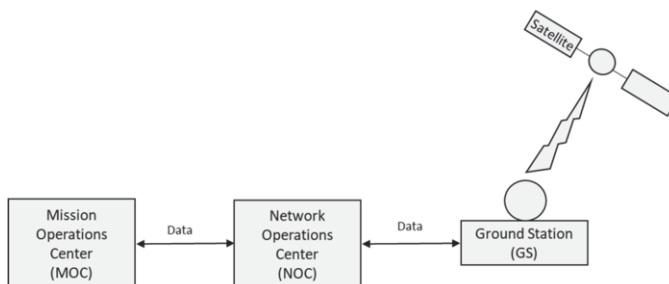 Satellite
Mission
Operations
Center
(MOC)
Data
Network
Operations
Center
(NOC)
Data
Ground Station
(GS)